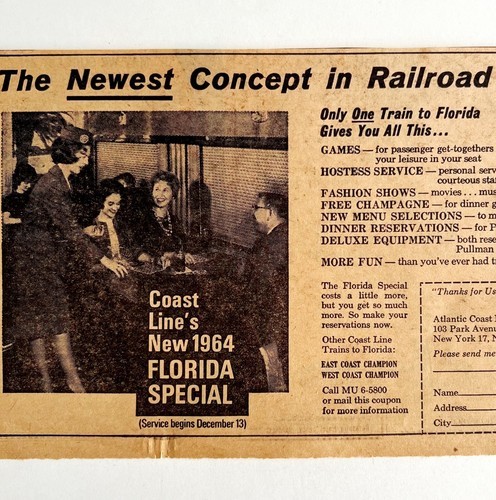 The Newest Concept in Railroad
Only One Train to Florida
Gives You All This...
GAMES — for passenger get-togethers
your leisure in your seat
HOSTESS SERVICE — personal serv
courteous sta
FASHION SHOWS — movies . . . mus
FREE CHAMPAGNE — for dinner g
NEW MENU SELECTIONS — to m
DINNER RESERVATIONS — for P
DELUXE EQUIPMENT — both rese
Pullman
MORE FUN — than you've ever had t
Coast
Line's
New 1964
FLORIDA
SPECIAL
(Service begins December 13)
The Florida Special
costs a little more,
but you get so much
more. So make your
reservations now.
Other Coast Line
Trains to Florida:
EAST COAST CHAMPION
WEST COAST CHAMPION
Call MU 6-5800
or mail this coupon
for more information
"Thanks for Us
Atlantic Coast L
103 Park Avenu
New York 17, N
Please send me
Name
Address
City